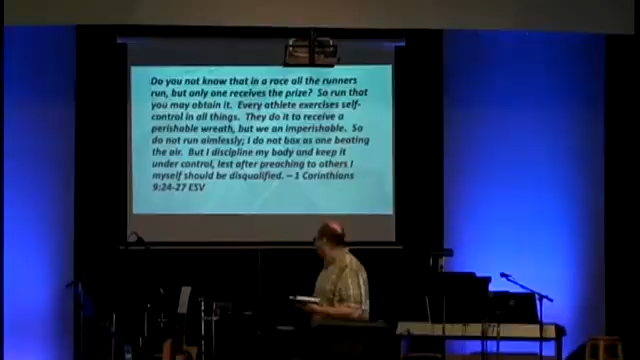 Do you not know that in a race all the runners
run, but only one receives the prize? So run that
you may obtain it. Every athlete exercises self-
control in all things. They do it to receive a
perishable wreath, but we an imperishable. So
do not run aimlessly; I do not box as one beating
the air. But I discipline my body and keep it
under control, lest after preaching to others I
myself should be disqualified. -- 1 Corinthians
9:24-27 ESV